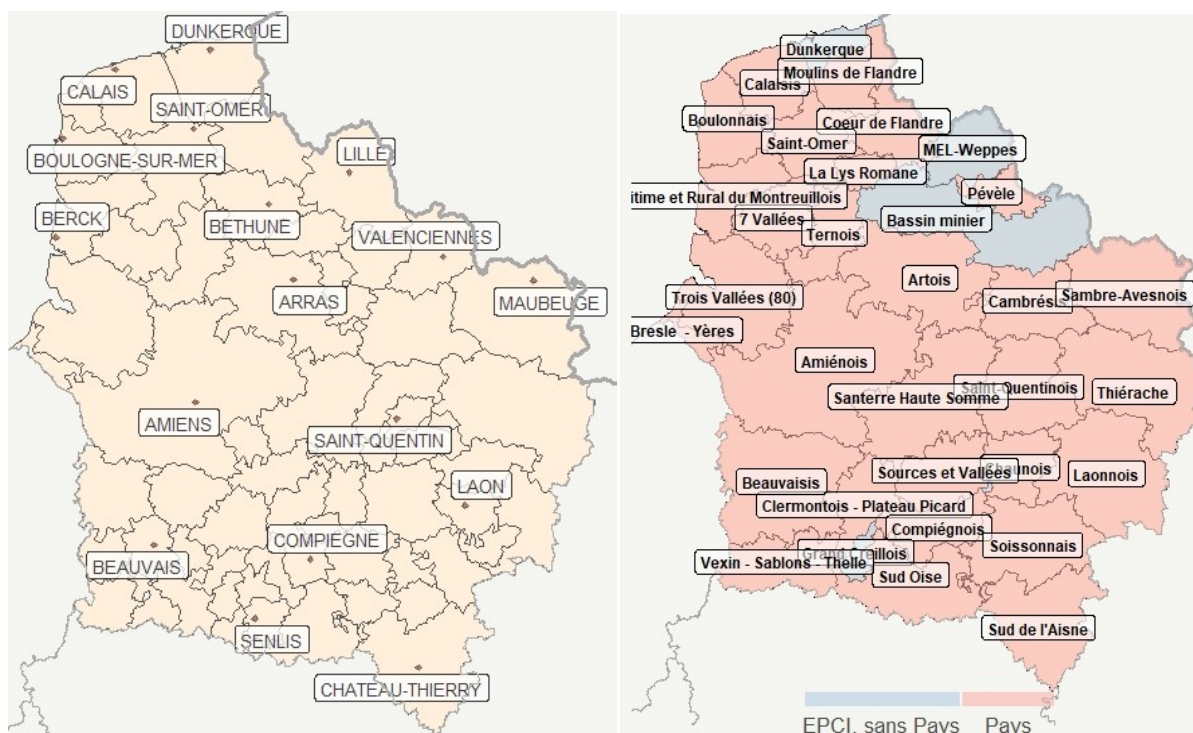 DUNKERQUE
CALAIS
SAINT-OMER
BOULOGNE-SUR-MER
LILLE
BERCK
BETHUNE
VALENCIENNES
ARRAS
MAUBEUGE
AMIENS
SAINT-QUENTIN
LAON
COMPIEGNE
BEAUVAIS
SENLIS
CHATEAU-THIERRY
Dunkerque
Moulins de Flandre
Calaisis
Boulonnais
Coeur de Flandre
Saint-Omer
MEL-Weppes
La Lys Romane
Pévèle
itime et Rural du Montreuillois
7 Vallées
Bassin minier
Ternois
Artois
Trois Vallées (80)
Cambrésis
Sambre-Avesnois
Bresle - Yères
Amiénois
Saint-Quentinois
Santerre Haute Somme
Thiérache
Sources et Vallées
Chaunois
Laonnois
Beauvaisis
Clermontois - Plateau Picard
Compiégnois
Grand Creillois
Soissonnais
Vexin - Sablons - Thelle
Sud Oise
Sud de l'Aisne
EPCI, sans Pays
Pays